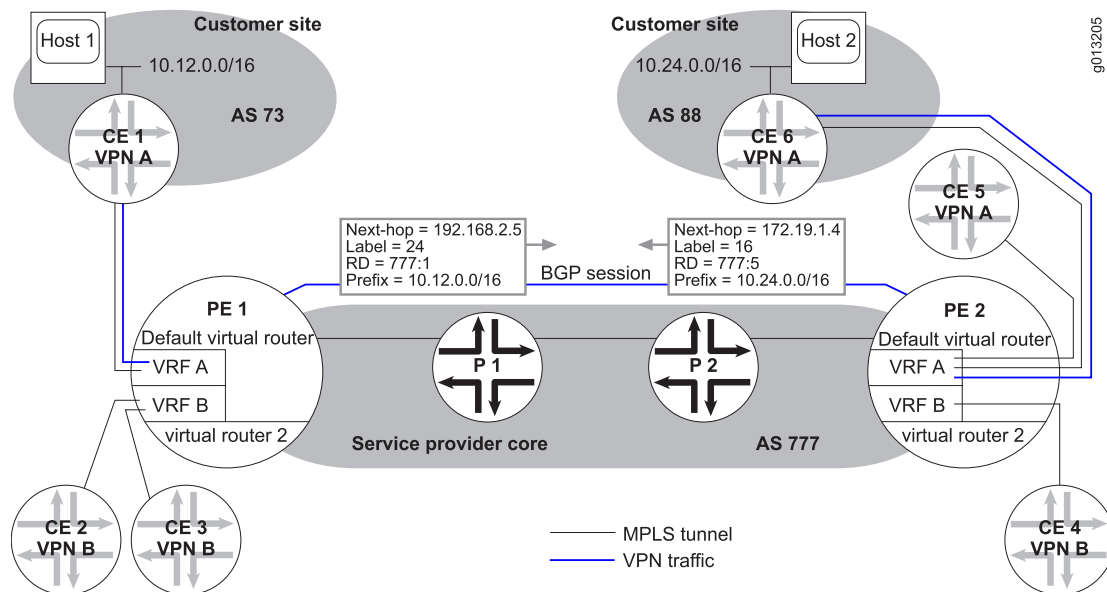 Customer site
Host 1
10.12.0.0/16
AS 73
CE 1
VPN A
Customer site
Host 2
10.24.0.0/16
AS 88
CE 6
VPN A
g013205
CE 5
VPN A
Next-hop = 192.168.2.5
Label = 24
RD = 777:1
Prefix = 10.12.0.0/16
BGP session
Next-hop = 172.19.1.4
Label = 16
RD = 777:5
Prefix = 10.24.0.0/16
PE 1
Default virtual router
VRF A
VRF B
virtual router 2
P 1
P 2
PE 2
Default virtual router
VRF A
VRF B
virtual router 2
Service provider core
AS 777
CE 2
VPN B
CE 3
VPN B
CE 4
VPN B
MPLS tunnel
VPN traffic